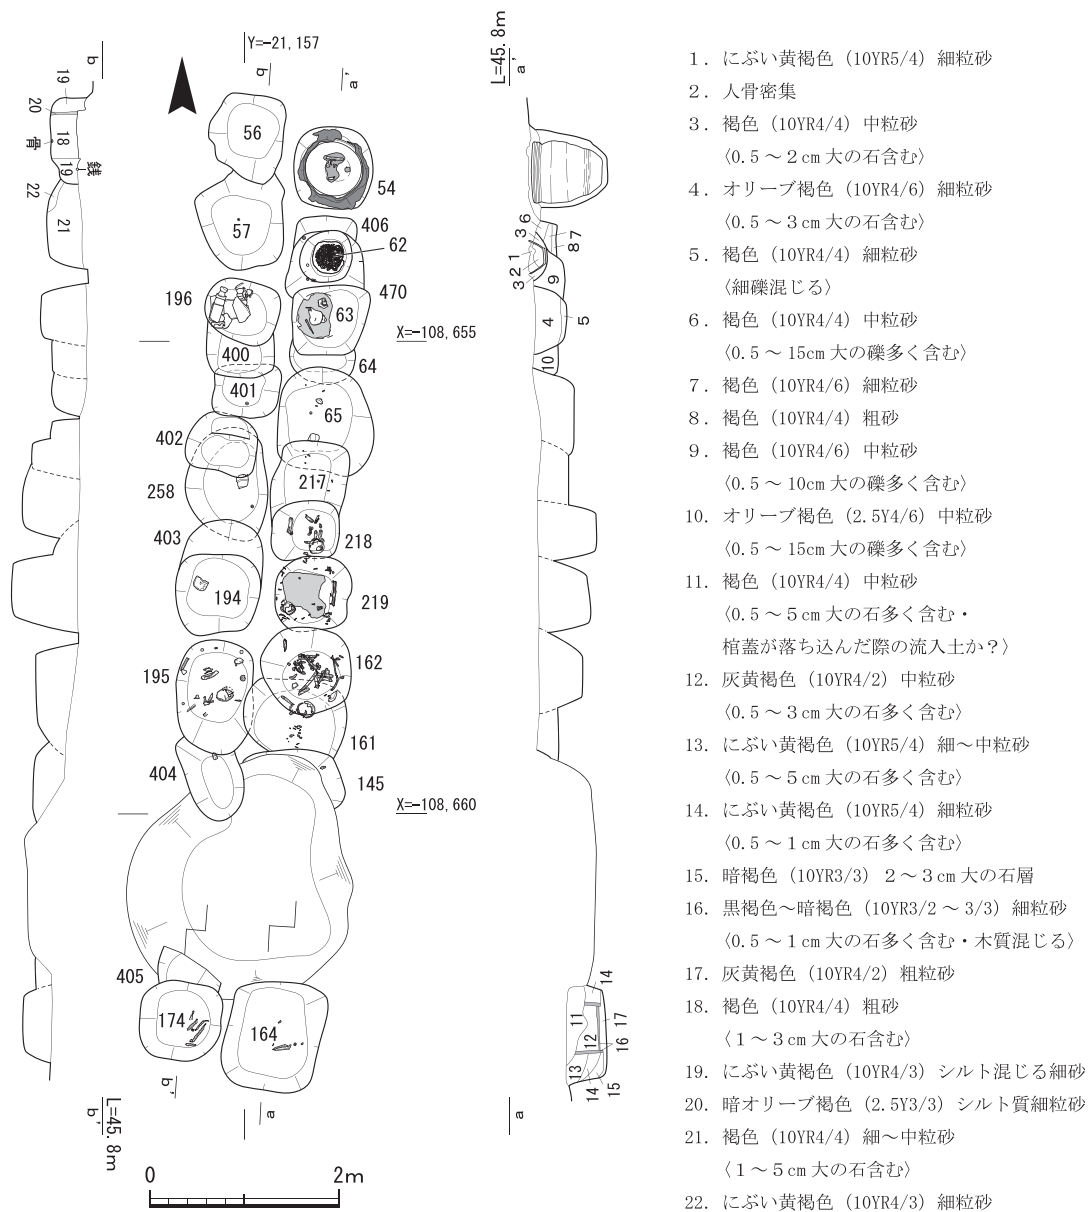 Y=-21,157
L=45.8m
b
b
a'
a'
19
20
18
骨
19
銭
22
21
56
54
57
406
62
196
470
63
X=-108,655
400
64
401
65
402
217
258
403
218
194
219
195
162
161
404
145
X=-108,660
405
174
164
b'
b'
a
a
L=45.8m
3 6
8 7
3 2 1
9
4
5
10
14
11
17
12
16
13
14
15
0
2m
1．にぶい黄褐色（10YR5/4）細粒砂
2．人骨密集
3．褐色（10YR4/4）中粒砂
〈0.5～2cm大の石含む〉
4．オリーブ褐色（10YR4/6）細粒砂
〈0.5～3cm大の石含む〉
5．褐色（10YR4/4）細粒砂
〈細礫混じる〉
6．褐色（10YR4/4）中粒砂
〈0.5～15cm大の礫多く含む〉
7．褐色（10YR4/6）細粒砂
8．褐色（10YR4/4）粗砂
9．褐色（10YR4/6）中粒砂
〈0.5～10cm大の礫多く含む〉
10．オリーブ褐色（2.5Y4/6）中粒砂
〈0.5～15cm大の礫多く含む〉
11．褐色（10YR4/4）中粒砂
〈0.5～5cm大の石多く含む・
棺蓋が落ち込んだ際の流入土か？〉
12．灰黄褐色（10YR4/2）中粒砂
〈0.5～3cm大の石多く含む〉
13．にぶい黄褐色（10YR5/4）細～中粒砂
〈0.5～5cm大の石多く含む〉
14．にぶい黄褐色（10YR5/4）細粒砂
〈0.5～1cm大の石多く含む〉
15．暗褐色（10YR3/3）2～3cm大の石層
16．黒褐色～暗褐色（10YR3/2～3/3）細粒砂
〈0.5～1cm大の石多く含む・木質混じる〉
17．灰黄褐色（10YR4/2）粗粒砂
18．褐色（10YR4/4）粗砂
〈1～3cm大の石含む〉
19．にぶい黄褐色（10YR4/3）シルト混じる細砂
20．暗オリーブ褐色（2.5Y3/3）シルト質細粒砂
21．褐色（10YR4/4）細～中粒砂
〈1～5cm大の石含む〉
22．にぶい黄褐色（10YR4/3）細粒砂